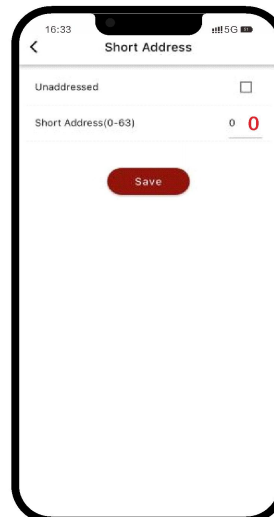 16:33 5G
Short Address
Unaddressed
Short Address(0-63) 0 0
Save